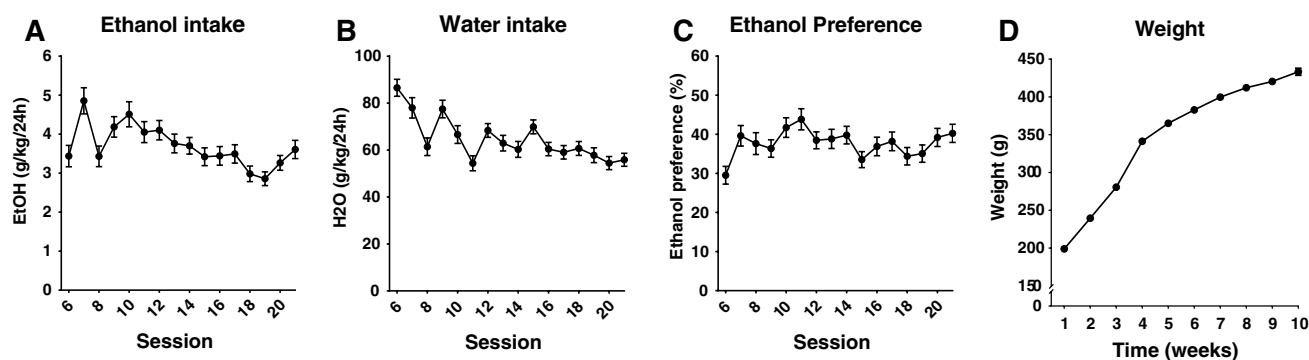 A Ethanol intake
EtOH (g/kg/24h)
6
5
4
3
2
1
0
6 8 10 12 14 16 18 20
Session
B Water intake
H2O (g/kg/24h)
100
80
60
40
20
0
6 8 10 12 14 16 18 20
Session
C Ethanol Preference
Ethanol preference (%)
60
50
40
30
20
10
0
6 8 10 12 14 16 18 20
Session
D Weight
Weight (g)
450
400
350
300
250
200
150
0
1 2 3 4 5 6 7 8 9 10
Time (weeks)